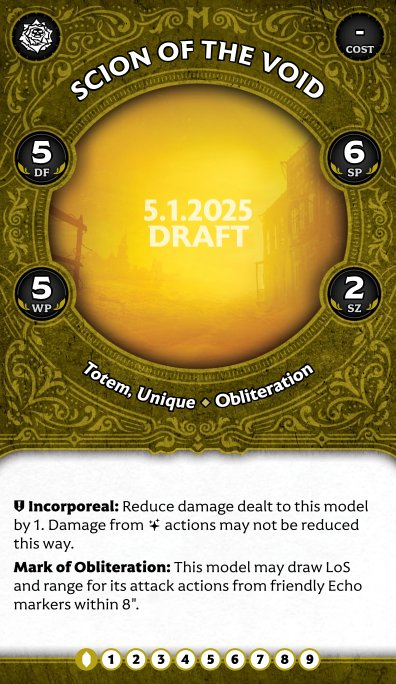 -
COST
SCION OF THE VOID
5
DF
6
SP
5.1.2025
DRAFT
5
WP
2
SZ
Totem, Unique ⬥ Obliteration
Incorporeal: Reduce damage dealt to this model
by 1. Damage from actions may not be reduced
this way.
Mark of Obliteration: This model may draw LoS
and range for its attack actions from friendly Echo
markers within 8".
1 2 3 4 5 6 7 8 9